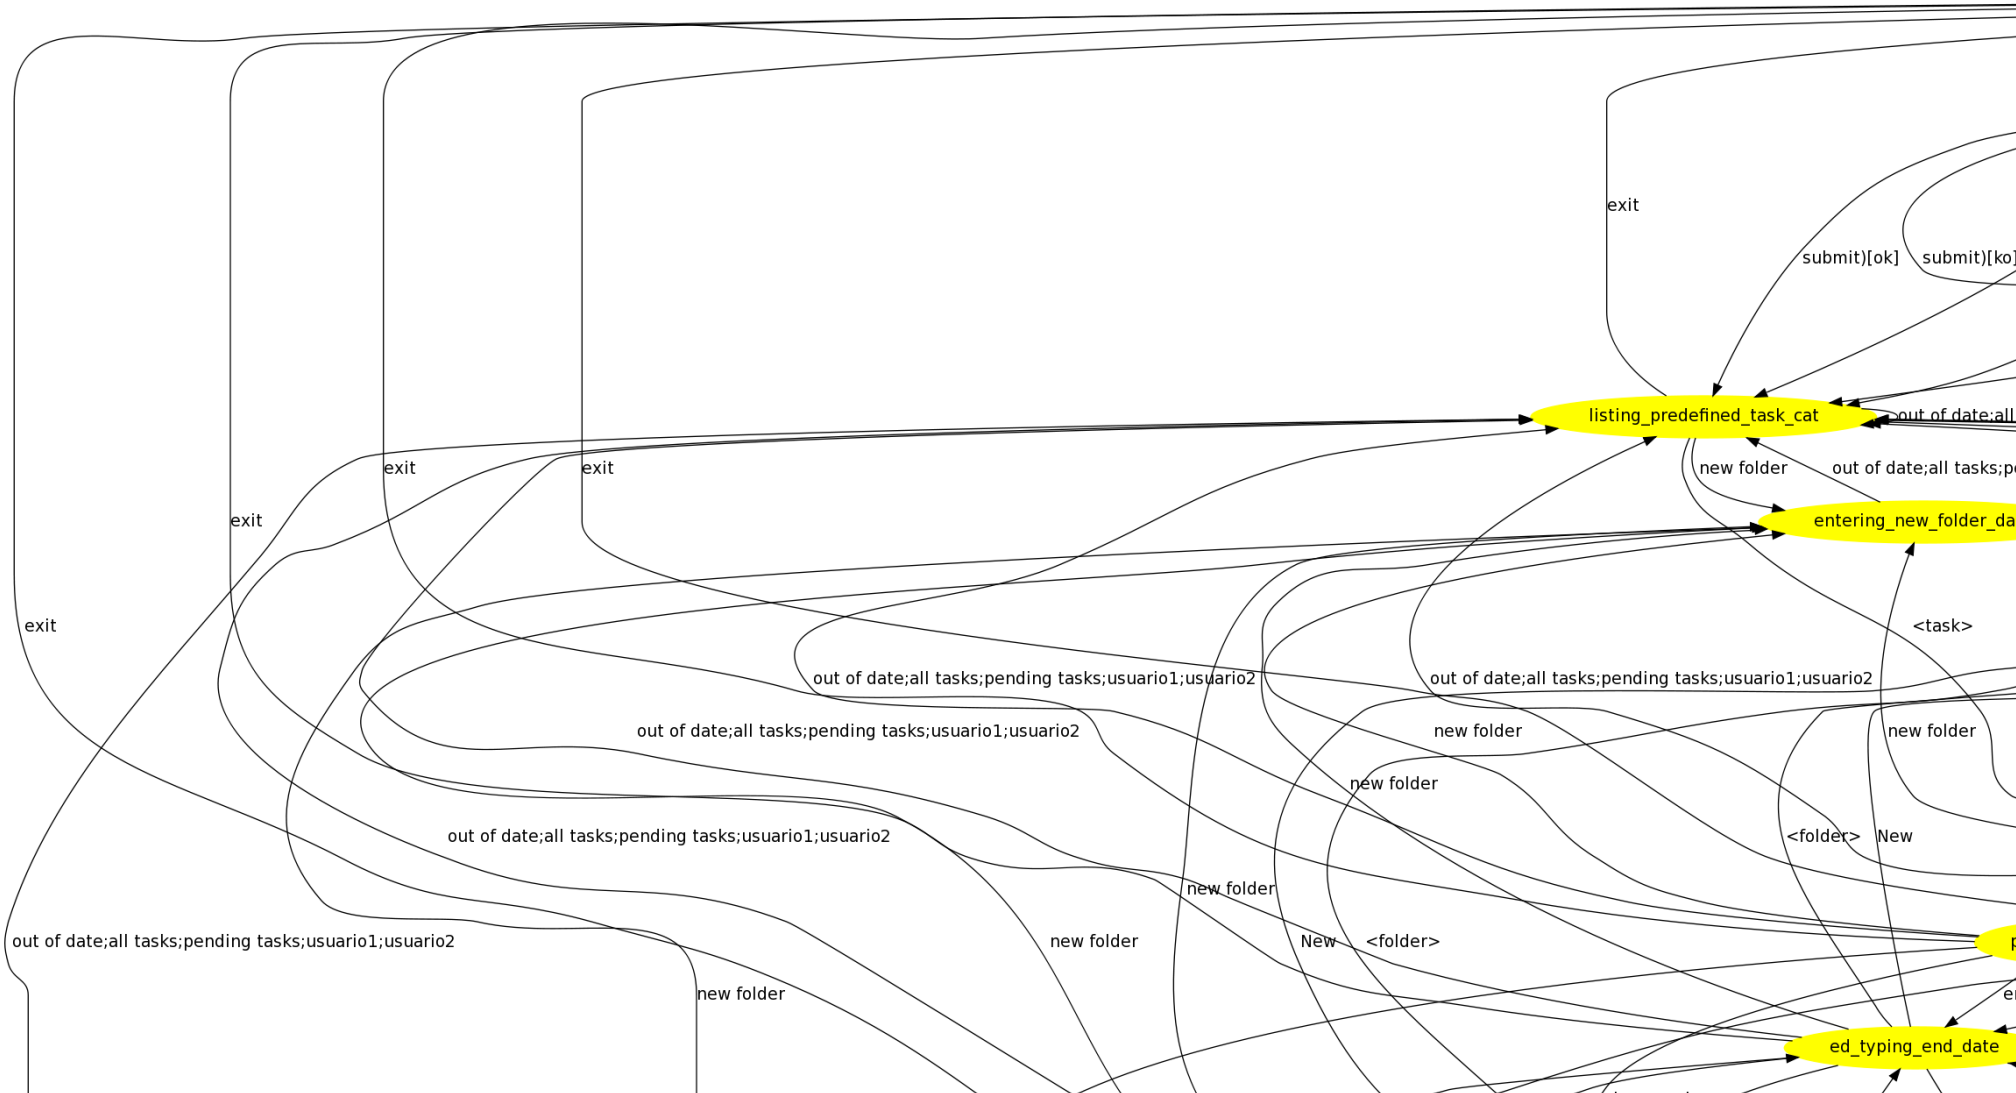 exit
submit)[ok]
submit)[ko]
listing_predefined_task_cat
out of date;all
exit
exit
new folder
out of date;all tasks;p
exit
entering_new_folder_da
exit
<task>
out of date;all tasks;pending tasks;usuario1;usuario2
out of date;all tasks;pending tasks;usuario1;usuario2
out of date;all tasks;pending tasks;usuario1;usuario2
new folder
new folder
new folder
out of date;all tasks;pending tasks;usuario1;usuario2
<folder>
New
new folder
out of date;all tasks;pending tasks;usuario1;usuario2
new folder
New
<folder>
new folder
ed_typing_end_date